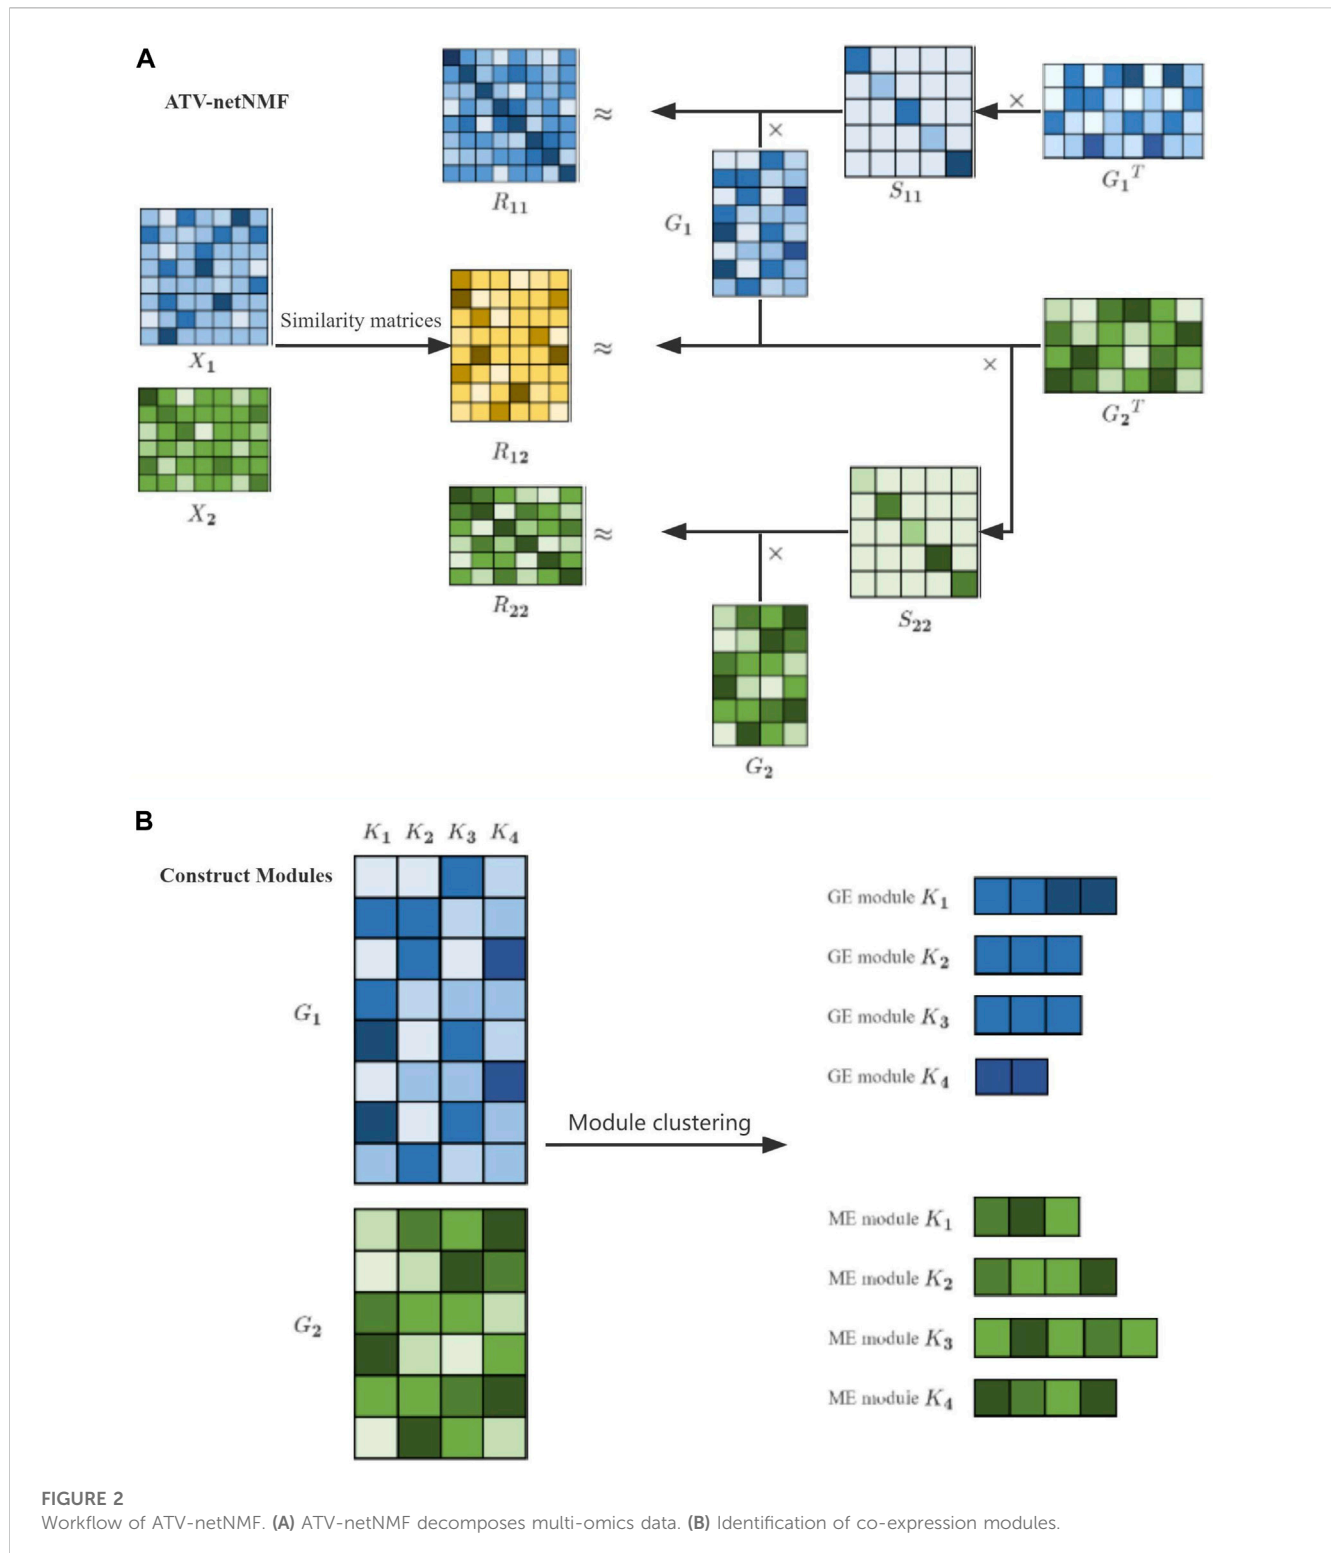 A
ATV-netNMF
R₁₁
≈
×
S₁₁
×
G₁ᵀ
G₁
X₁
Similarity matrices
R₁₂
≈
×
G₂ᵀ
X₂
R₂₂
≈
×
S₂₂
G₂
B
K₁ K₂ K₃ K₄
Construct Modules
G₁
GE module K₁
GE module K₂
GE module K₃
GE module K₄
Module clustering
G₂
ME module K₁
ME module K₂
ME module K₃
ME module K₄
FIGURE 2
Workflow of ATV-netNMF. (A) ATV-netNMF decomposes multi-omics data. (B) Identification of co-expression modules.